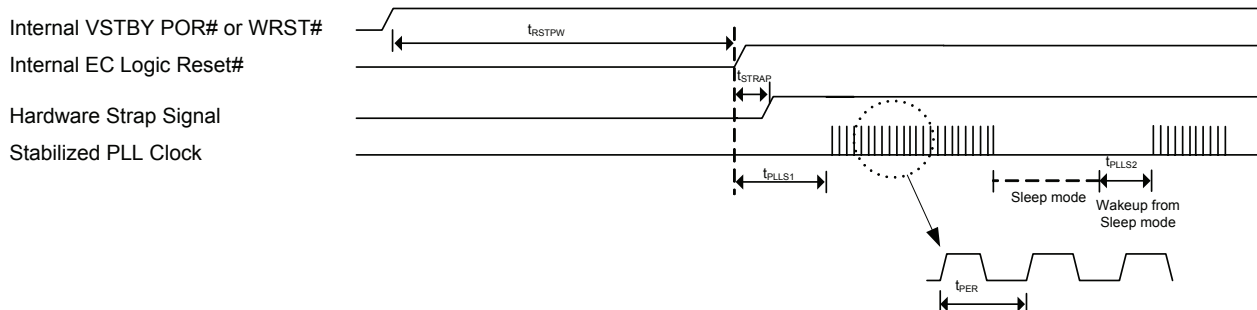 Internal VSTBY POR# or WRST#
tRSTPW
Internal EC Logic Reset#
tSTRAP
Hardware Strap Signal
Stabilized PLL Clock
tPLLS1
tPLLS2
Sleep mode
Wakeup from
Sleep mode
tPER